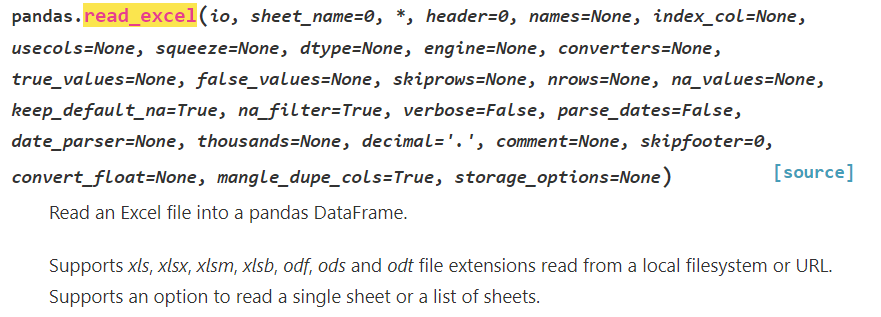 pandas.read_excel(io, sheet_name=0, *, header=0, names=None, index_col=None,
usecols=None, squeeze=None, dtype=None, engine=None, converters=None,
true_values=None, false_values=None, skiprows=None, nrows=None, na_values=None,
keep_default_na=True, na_filter=True, verbose=False, parse_dates=False,
date_parser=None, thousands=None, decimal='.', comment=None, skipfooter=0,
convert_float=None, mangle_dupe_cols=True, storage_options=None) [source]
Read an Excel file into a pandas DataFrame.
Supports xls, xlsx, xlsm, xlsb, odf, ods and odt file extensions read from a local filesystem or URL.
Supports an option to read a single sheet or a list of sheets.